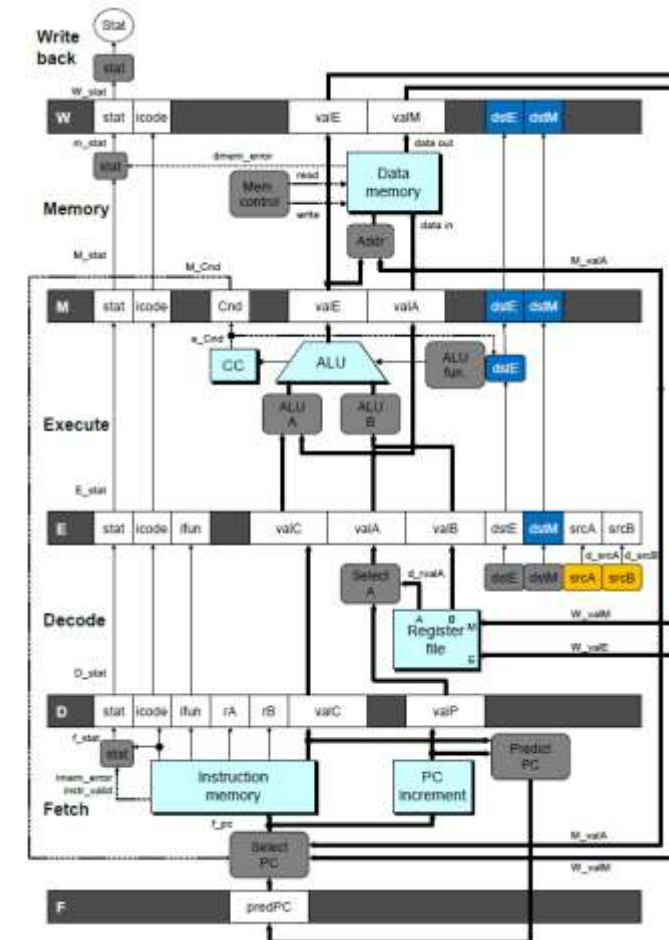 Stat
Write
back
stat
W_stat
W stat icode valE valM dstE dstM
m_stat
data out
stat
dmem_error
read
Mem.
control
write
Data
memory
Memory
data in
Addr
M_stat
M_Cnd
M_valA
M stat icode Cnd valE valA dstE dstM
e_Cnd
CC
ALU
ALU
fun.
dstE
ALU
A
ALU
B
Execute
E_stat
E stat icode ifun valC valA valB dstE dstM srcA srcB
d_srcA d_srcB
Select
A
d_rvalA
dstE dstM srcA srcB
W_valM
Decode
A B
M
Register
file
E
W_valE
D_stat
D stat icode ifun rA rB valC valP
f_stat
stat
Predict
PC
imem_error
instr_valid
Instruction
memory
PC
increment
Fetch
f_pc
M_valA
Select
PC
W_valM
F predPC